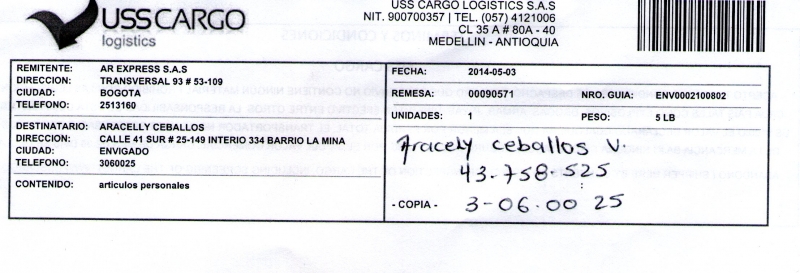 USS CARGO
logistics
USS CARGO LOGISTICS S.A.S
NIT. 900700357 | TEL. (057) 4121006
CL 35 A # 80A - 40
MEDELLIN - ANTIOQUIA
REMITENTE: AR EXPRESS S.A.S
DIRECCION: TRANSVERSAL 93 # 53-109
CIUDAD: BOGOTA
TELEFONO: 2513160
DESTINATARIO: ARACELLY CEBALLOS
DIRECCION: CALLE 41 SUR # 25-149 INTERIO 334 BARRIO LA MINA
CIUDAD: ENVIGADO
TELEFONO: 3060025
CONTENIDO: articulos personales
FECHA: 2014-05-03
REMESA: 00090571 NRO. GUIA: ENV0002100802
UNIDADES: 1 PESO: 5 LB
Aracely ceballos V.
43.758.525
- COPIA - 3-06.00 25